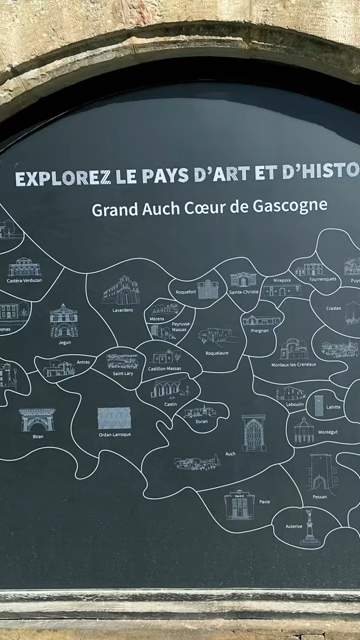 EXPLOREZ LE PAYS D'ART ET D'HISTO
Grand Auch Cœur de Gascogne
Castéra-Verduzan
Lavardens
Roquefort
Sainte-Christie
Mirepoix
Tourrenquets
Puy
Mérens
Peyrusse
Massas
Crastes
Jegun
Preignan
Roquelaure
Antras
Saint-Lary
Castillon-Massas
Montaut-les-Créneaux
Castin
Duran
Leboulin
Lahitte
Biran
Ordan-Larroque
Montégut
Auch
Pessan
Pavie
Auterive